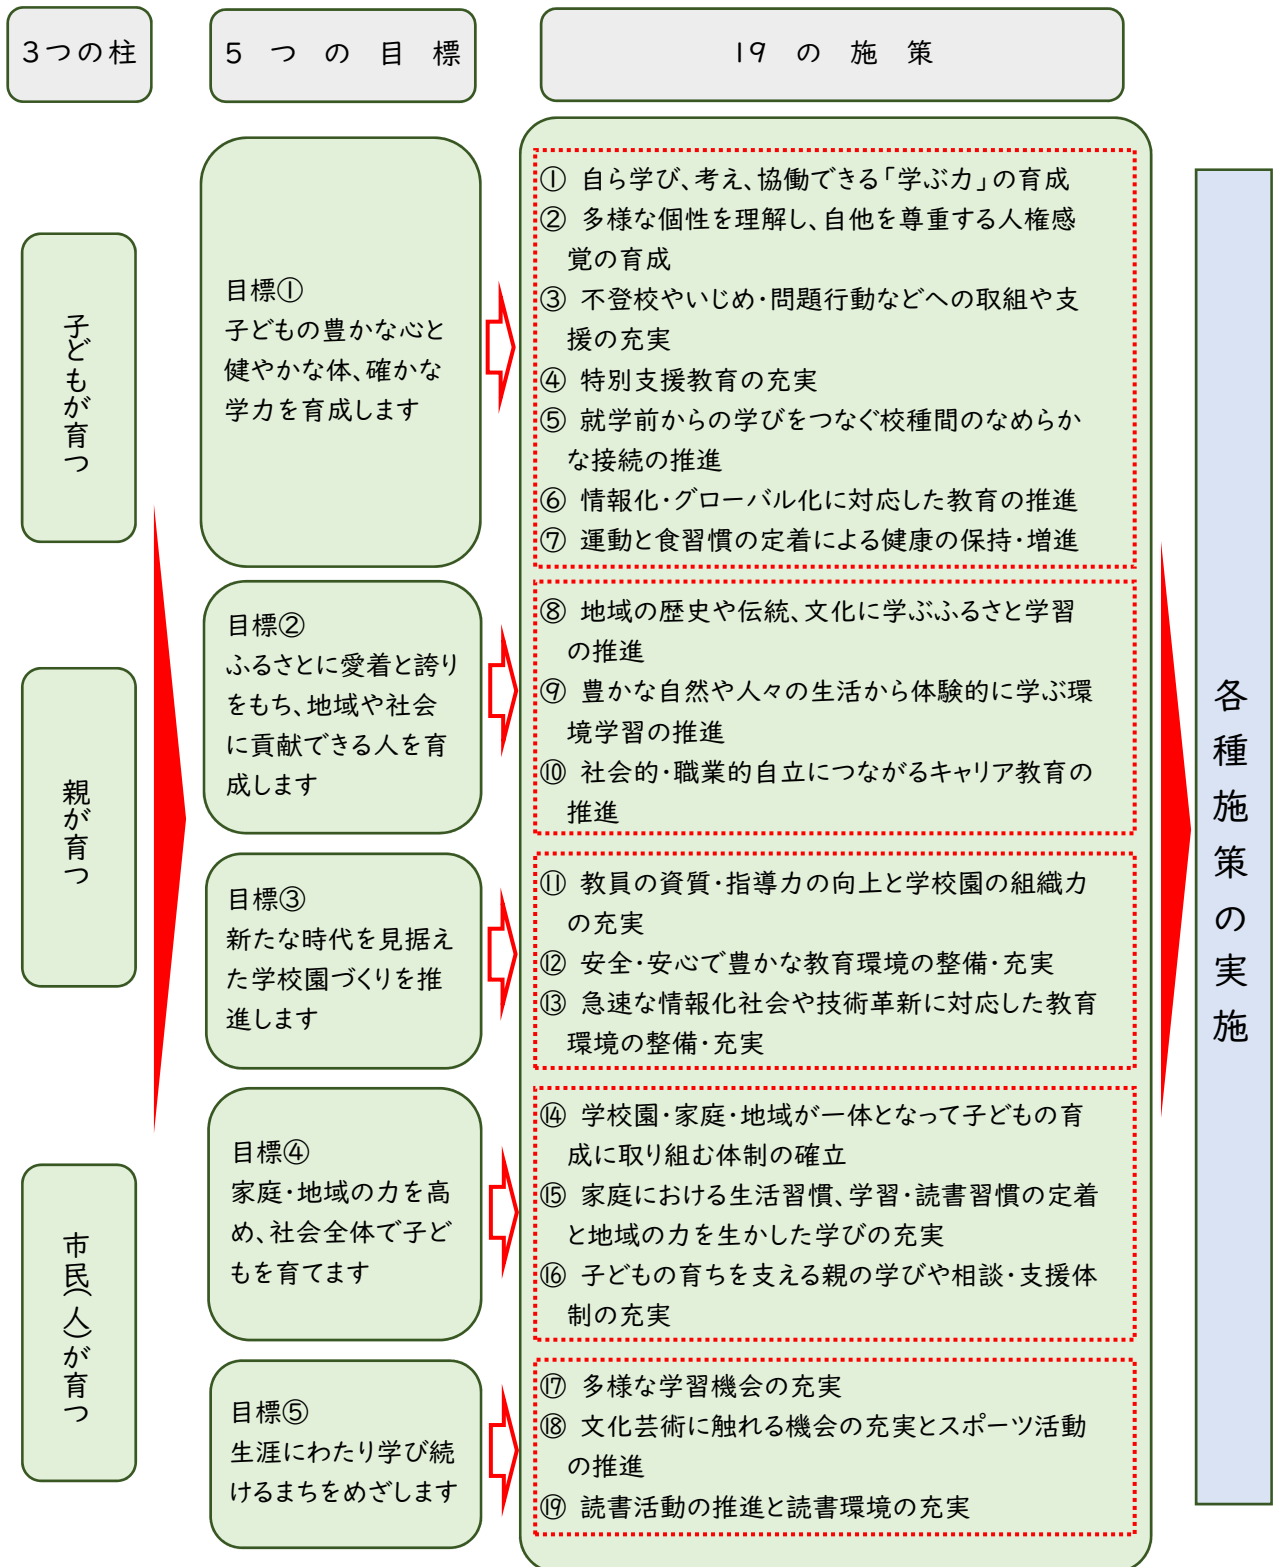 3つの柱
5つの目標
19の施策
子どもが育つ
親が育つ
市民(人)が育つ
目標①
子どもの豊かな心と
健やかな体、確かな
学力を育成します
① 自ら学び、考え、協働できる「学ぶ力」の育成
② 多様な個性を理解し、自他を尊重する人権感
覚の育成
③ 不登校やいじめ・問題行動などへの取組や支
援の充実
④ 特別支援教育の充実
⑤ 就学前からの学びをつなぐ校種間のなめらか
な接続の推進
⑥ 情報化・グローバル化に対応した教育の推進
⑦ 運動と食習慣の定着による健康の保持・増進
目標②
ふるさとに愛着と誇り
をもち、地域や社会
に貢献できる人を育
成します
⑧ 地域の歴史や伝統、文化に学ぶふるさと学習
の推進
⑨ 豊かな自然や人々の生活から体験的に学ぶ環
境学習の推進
⑩ 社会的・職業的自立につながるキャリア教育の
推進
目標③
新たな時代を見据え
た学校園づくりを推
進します
⑪ 教員の資質・指導力の向上と学校園の組織力
の充実
⑫ 安全・安心で豊かな教育環境の整備・充実
⑬ 急速な情報化社会や技術革新に対応した教育
環境の整備・充実
目標④
家庭・地域の力を高
め、社会全体で子ど
もを育てます
⑭ 学校園・家庭・地域が一体となって子どもの育
成に取り組む体制の確立
⑮ 家庭における生活習慣、学習・読書習慣の定着
と地域の力を生かした学びの充実
⑯ 子どもの育ちを支える親の学びや相談・支援体
制の充実
目標⑤
生涯にわたり学び続
けるまちをめざします
⑰ 多様な学習機会の充実
⑱ 文化芸術に触れる機会の充実とスポーツ活動
の推進
⑲ 読書活動の推進と読書環境の充実
各種施策の実施